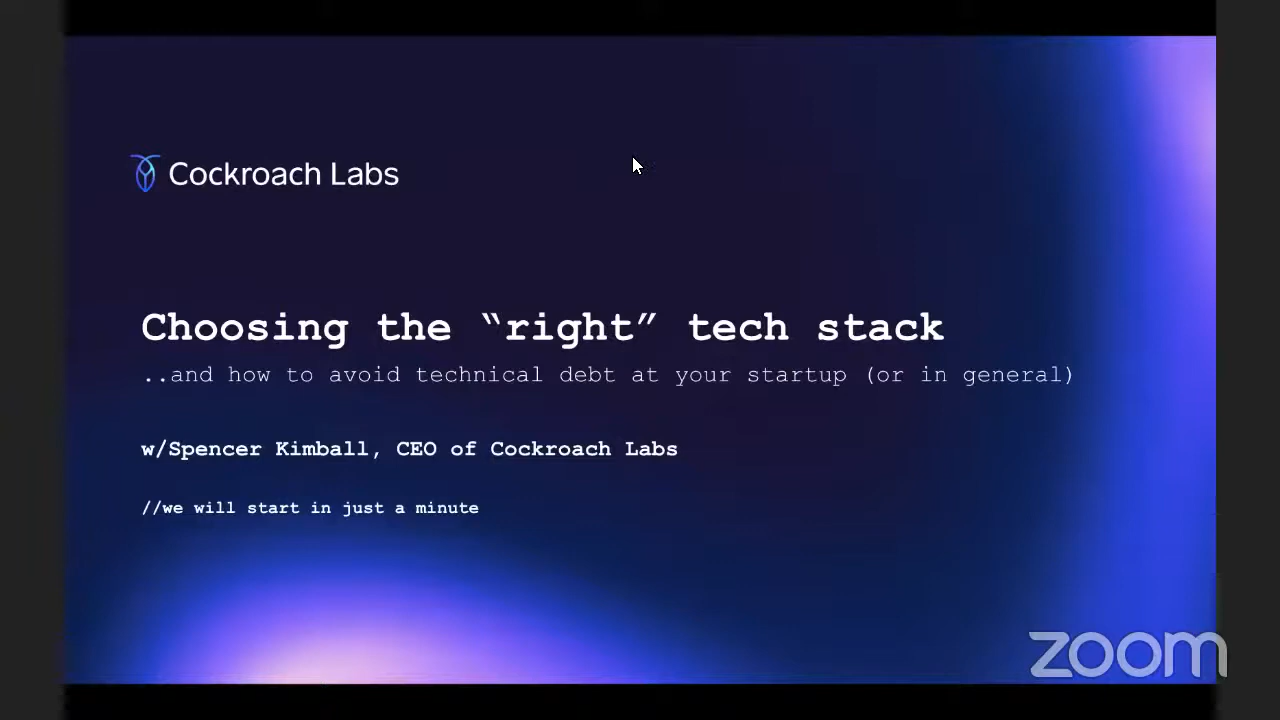 Cockroach Labs
Choosing the “right” tech stack
..and how to avoid technical debt at your startup (or in general)
w/Spencer Kimball, CEO of Cockroach Labs
//we will start in just a minute
zoom